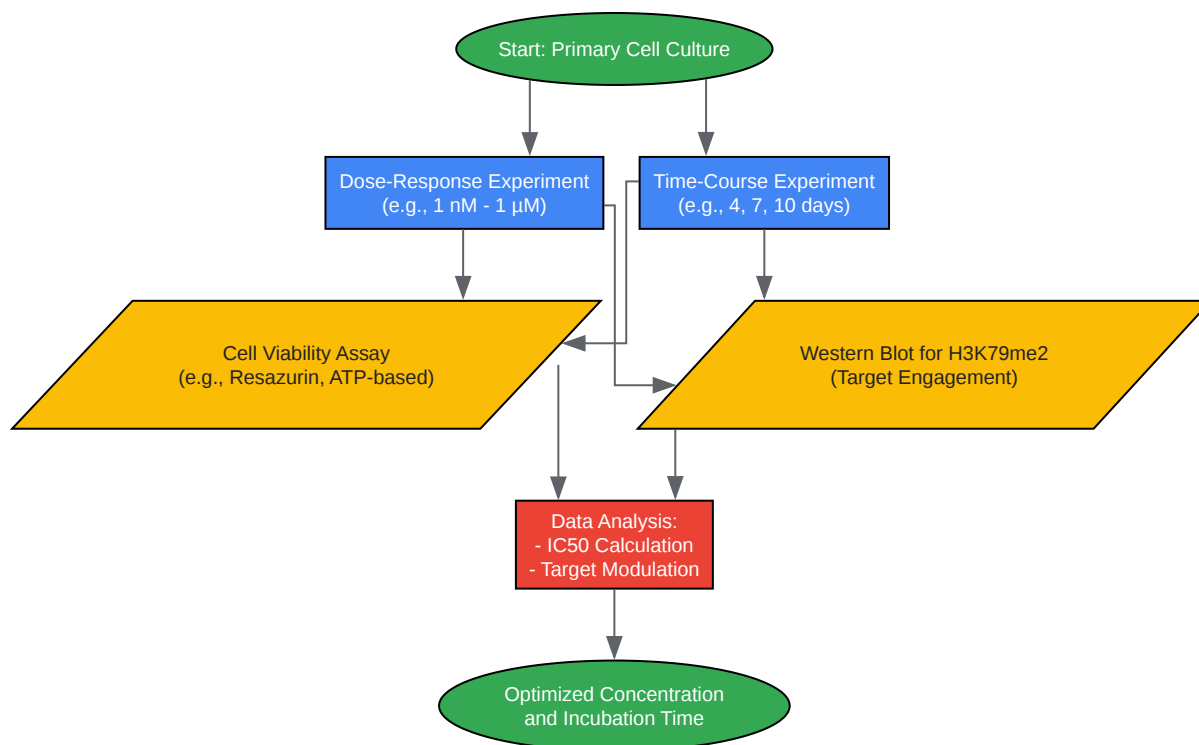 Start: Primary Cell Culture
Dose-Response Experiment
(e.g., 1 nM - 1 µM)
Time-Course Experiment
(e.g., 4, 7, 10 days)
Cell Viability Assay
(e.g., Resazurin, ATP-based)
Western Blot for H3K79me2
(Target Engagement)
Data Analysis:
- IC50 Calculation
- Target Modulation
Optimized Concentration
and Incubation Time